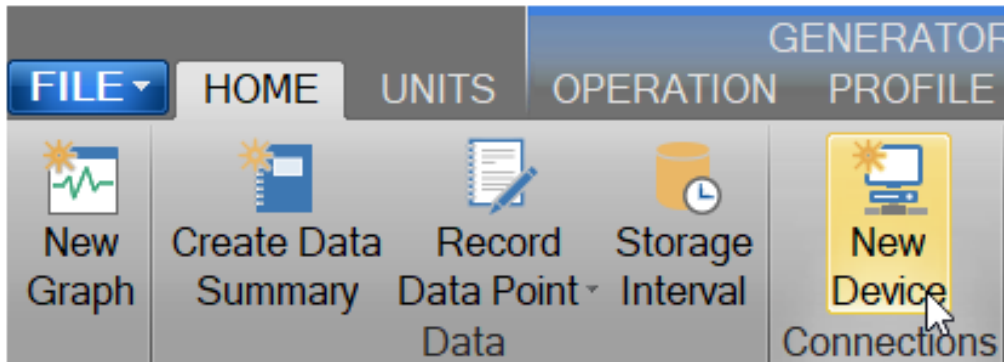 GENERATOR
FILE HOME UNITS OPERATION PROFILE
New Create Data Record Storage New
Graph Summary Data Point Interval Device
Data Connections